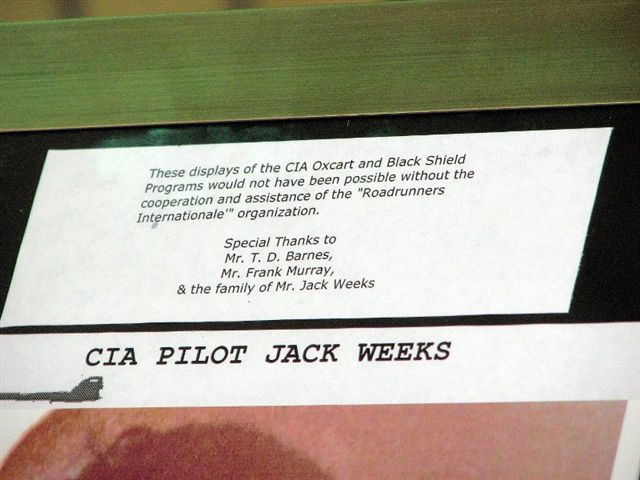 These displays of the CIA Oxcart and Black Shield
Programs would not have been possible without the
cooperation and assistance of the "Roadrunners
Internationale'" organization.
Special Thanks to
Mr. T. D. Barnes,
Mr. Frank Murray,
& the family of Mr. Jack Weeks
CIA PILOT JACK WEEKS